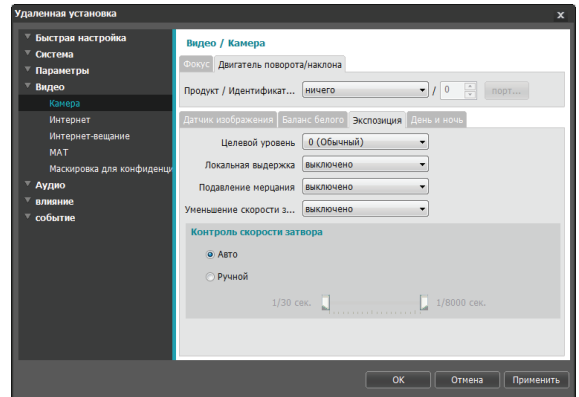 Удаленная установка
x
Быстрая настройка
Система
Параметры
Видео
Камера
Интернет
Интернет-вещание
МАТ
Маскировка для конфиденци
Аудио
влияние
событие
Видео / Камера
Фокус Двигатель поворота/наклона
Продукт / Идентификат... ничего / 0 порт...
Датчик изображения Баланс белого Экспозиция День и ночь
Целевой уровень 0 (Обычный)
Локальная выдержка выключено
Подавление мерцания выключено
Уменьшение скорости з... выключено
Контроль скорости затвора
Авто
Ручной
1/30 сек. 1/8000 сек.
OK Отмена Применить